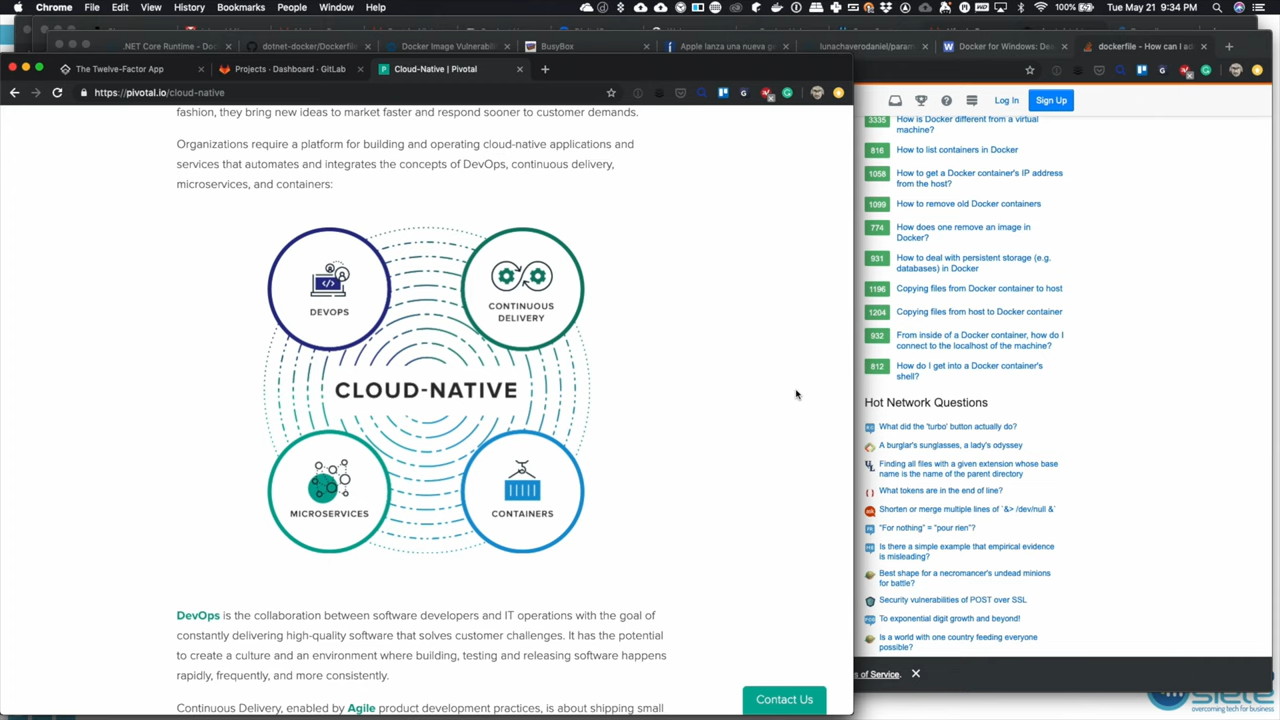 Chrome File Edit View History Bookmarks People Window Help 100% Tue May 21 9:34 PM
.NET Core Runtime - Doc
dotnet-docker/Dockerfile
Docker Image Vulnerabil
BusyBox
Apple lanza una nueva ge
lunachaverodaniel/param
Docker for Windows: De
dockerfile - How can I ad
The Twelve-Factor App
Projects · Dashboard · GitLab
Cloud-Native | Pivotal
https://pivotal.io/cloud-native
fashion, they bring new ideas to market faster and respond sooner to customer demands.
Organizations require a platform for building and operating cloud-native applications and
services that automates and integrates the concepts of DevOps, continuous delivery,
microservices, and containers:
DEVOPS
CONTINUOUS
DELIVERY
CLOUD-NATIVE
MICROSERVICES
CONTAINERS
DevOps is the collaboration between software developers and IT operations with the goal of
constantly delivering high-quality software that solves customer challenges. It has the potential
to create a culture and an environment where building, testing and releasing software happens
rapidly, frequently, and more consistently.
Continuous Delivery, enabled by Agile product development practices, is about shipping small
Contact Us
Log In
Sign Up
3335 How is Docker different from a virtual
machine?
816 How to list containers in Docker
1058 How to get a Docker container's IP address
from the host?
1099 How to remove old Docker containers
774 How does one remove an image in
Docker?
931 How to deal with persistent storage (e.g.
databases) in Docker
1196 Copying files from Docker container to host
1204 Copying files from host to Docker container
932 From inside of a Docker container, how do I
connect to the localhost of the machine?
812 How do I get into a Docker container's
shell?
Hot Network Questions
What did the 'turbo' button actually do?
A burglar's sunglasses, a lady's odyssey
Finding all files with a given extension whose base
name is the name of the parent directory
What tokens are in the end of line?
Shorten or merge multiple lines of `&> /dev/null &`
"For nothing" = "pour rien"?
Is there a simple example that empirical evidence
is misleading?
Best shape for a necromancer's undead minions
for battle?
Security vulnerabilities of POST over SSL
To exponential digit growth and beyond!
Is a world with one country feeding everyone
possible?
s of Service.
siete
overcoming tech for business